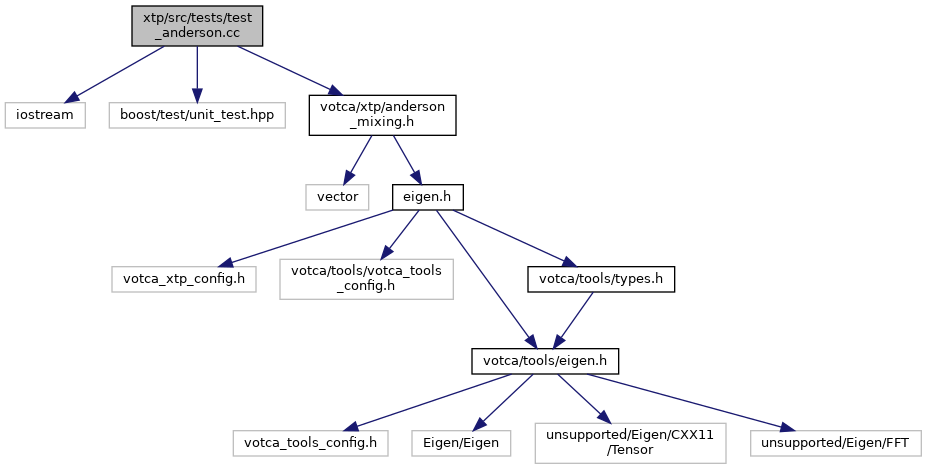 xtp/src/tests/test
_anderson.cc
iostream
boost/test/unit_test.hpp
votca/xtp/anderson
_mixing.h
vector
eigen.h
votca_xtp_config.h
votca/tools/votca_tools
_config.h
votca/tools/types.h
votca/tools/eigen.h
votca_tools_config.h
Eigen/Eigen
unsupported/Eigen/CXX11
/Tensor
unsupported/Eigen/FFT